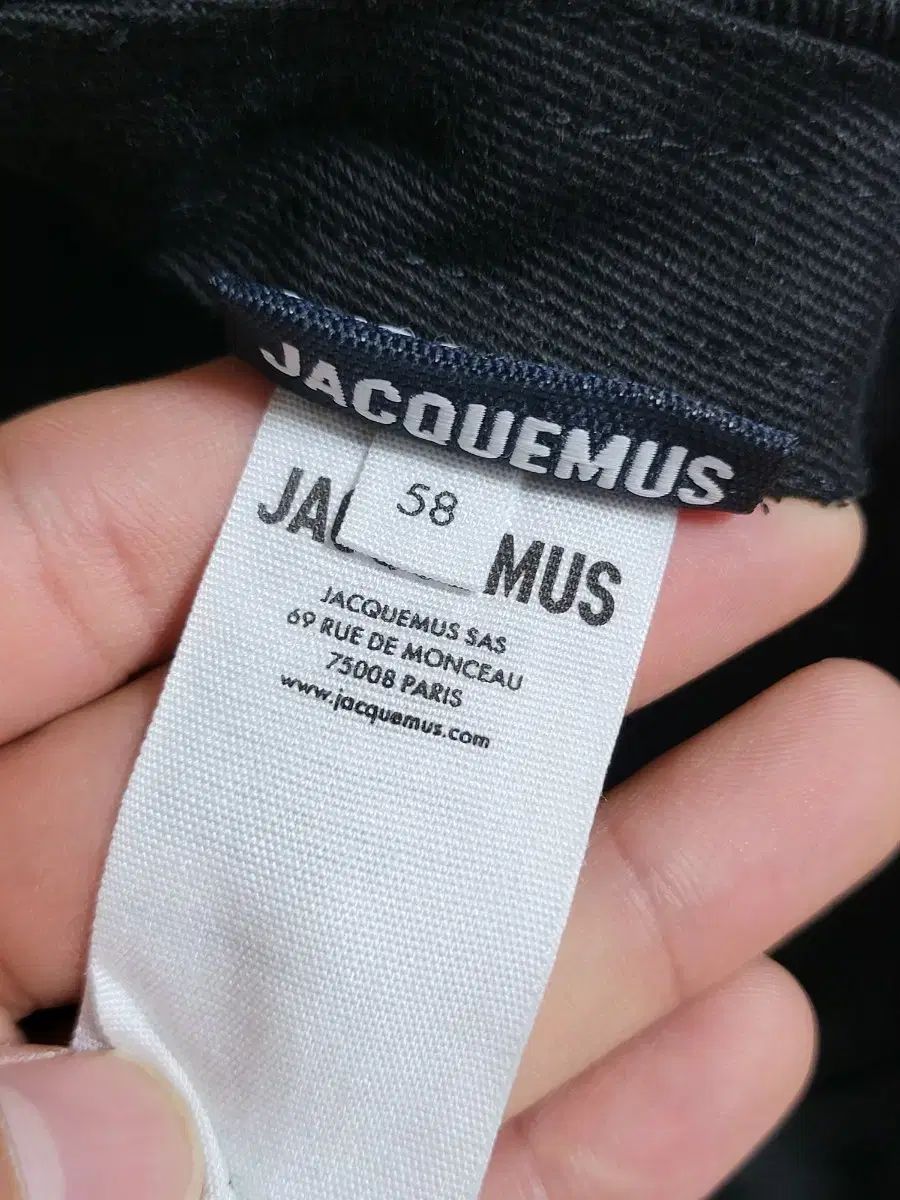 JACQUEMUS
58
JAC MUS
JACQUEMUS SAS
69 RUE DE MONCEAU
75008 PARIS
www.jacquemus.com